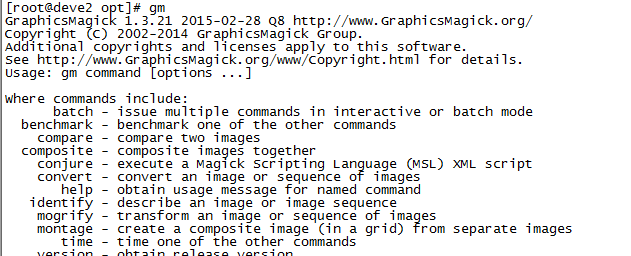 [root@deve2 opt]# gm
GraphicsMagick 1.3.21 2015-02-28 Q8 http://www.GraphicsMagick.org/
Copyright (C) 2002-2014 GraphicsMagick Group.
Additional copyrights and licenses apply to this software.
See http://www.GraphicsMagick.org/www/Copyright.html for details.
Usage: gm command [options ...]
Where commands include:
batch - issue multiple commands in interactive or batch mode
benchmark - benchmark one of the other commands
compare - compare two images
composite - composite images together
conjure - execute a Magick Scripting Language (MSL) XML script
convert - convert an image or sequence of images
help - obtain usage message for named command
identify - describe an image or image sequence
mogrify - transform an image or sequence of images
montage - create a composite image (in a grid) from separate images
time - time one of the other commands
version - obtain release version